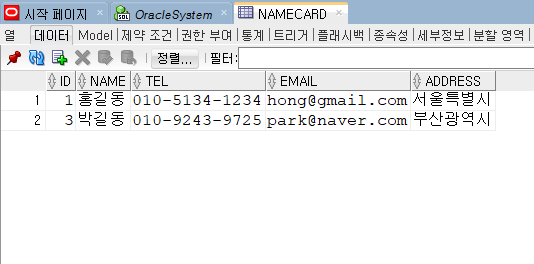 시작 페이지 OracleSystem NAMECARD
열 데이터 Model 제약 조건 권한 부여 통계 트리거 플래시백 종속성 세부정보 분할 영역
정렬... 필터:
ID NAME TEL EMAIL ADDRESS
1 1 홍길동 010-5134-1234 hong@gmail.com 서울특별시
2 3 박길동 010-9243-9725 park@naver.com 부산광역시